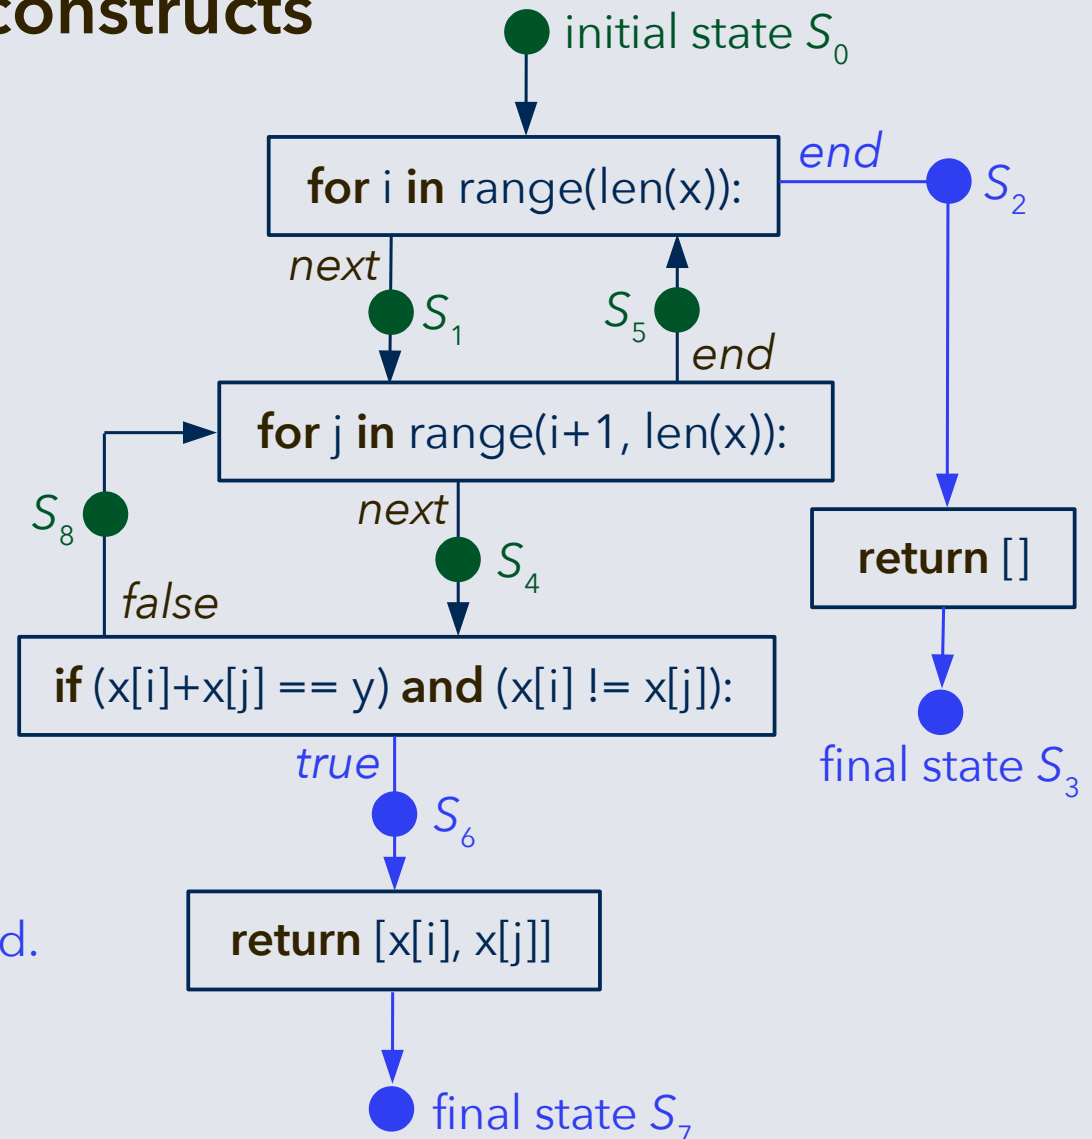 constructs
initial state S₀
for i in range(len(x)):
end
S₂
next
S₁
S₅
end
for j in range(i+1, len(x)):
S₈
next
S₄
false
return []
if (x[i]+x[j] == y) and (x[i] != x[j]):
true
final state S₃
S₆
d.
return [x[i], x[j]]
final state S₇